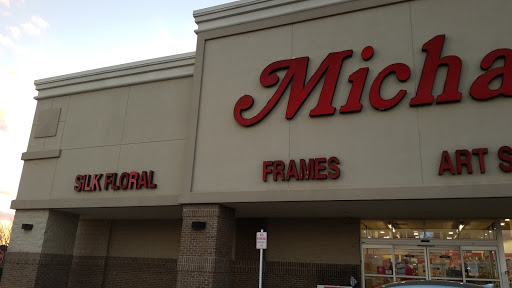 Micha
SILK FLORAL
FRAMES
ART S